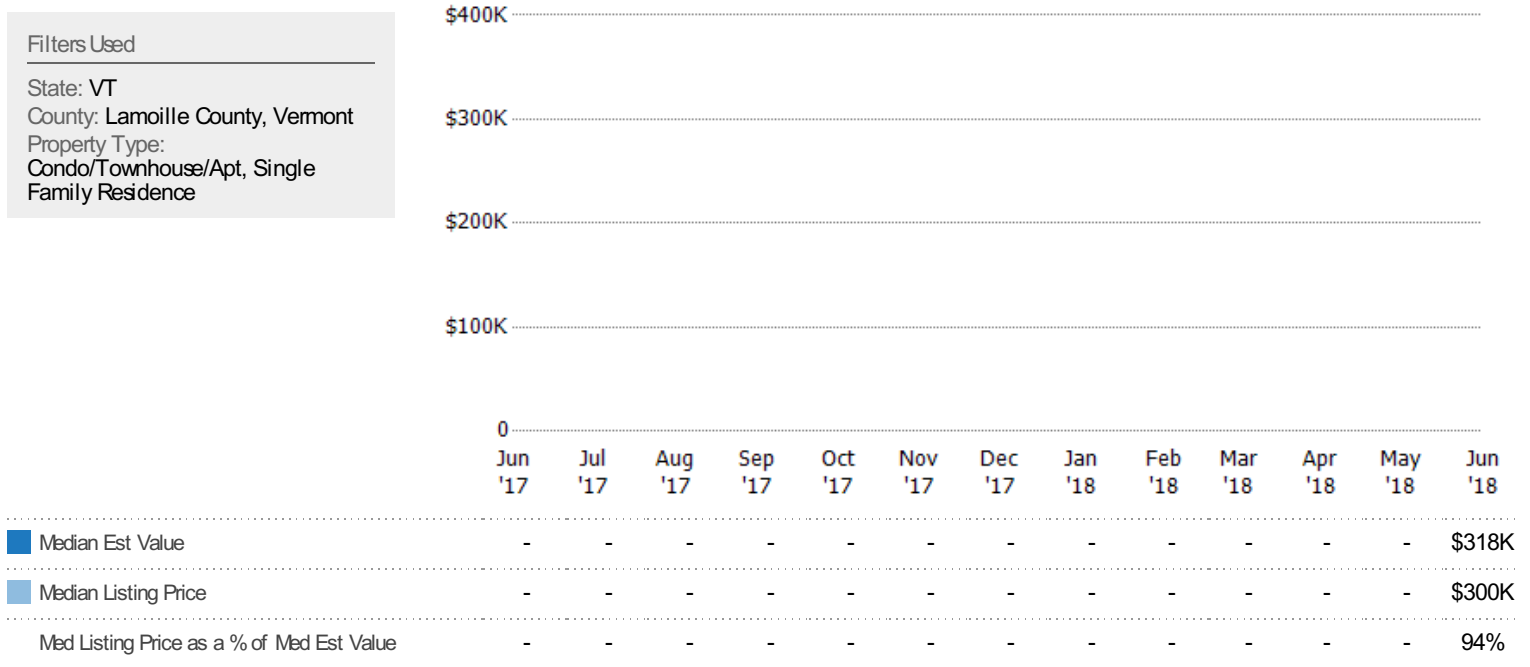 Filters Used
State: VT
County: Lamoille County, Vermont
Property Type:
Condo/Townhouse/Apt, Single
Family Residence
$400K
$300K
$200K
$100K
0
Jun Jul Aug Sep Oct Nov Dec Jan Feb Mar Apr May Jun
'17 '17 '17 '17 '17 '17 '17 '18 '18 '18 '18 '18 '18
Median Est Value - - - - - - - - - - - - $318K
Median Listing Price - - - - - - - - - - - - $300K
Med Listing Price as a % of Med Est Value - - - - - - - - - - - - 94%